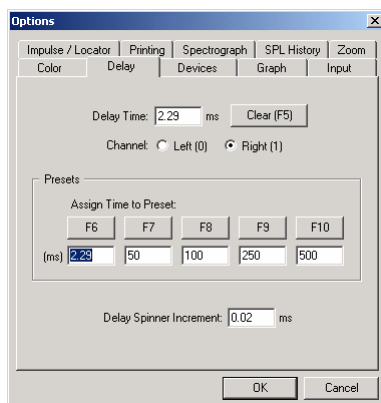 Options
Impulse / Locator Printing Spectrograph SPL History Zoom
Color Delay Devices Graph Input
Delay Time: 2.29 ms Clear (F5)
Channel: Left (0) Right (1)
Presets
Assign Time to Preset:
F6 F7 F8 F9 F10
(ms) 2.29 50 100 250 500
Delay Spinner Increment: 0.02 ms
OK Cancel